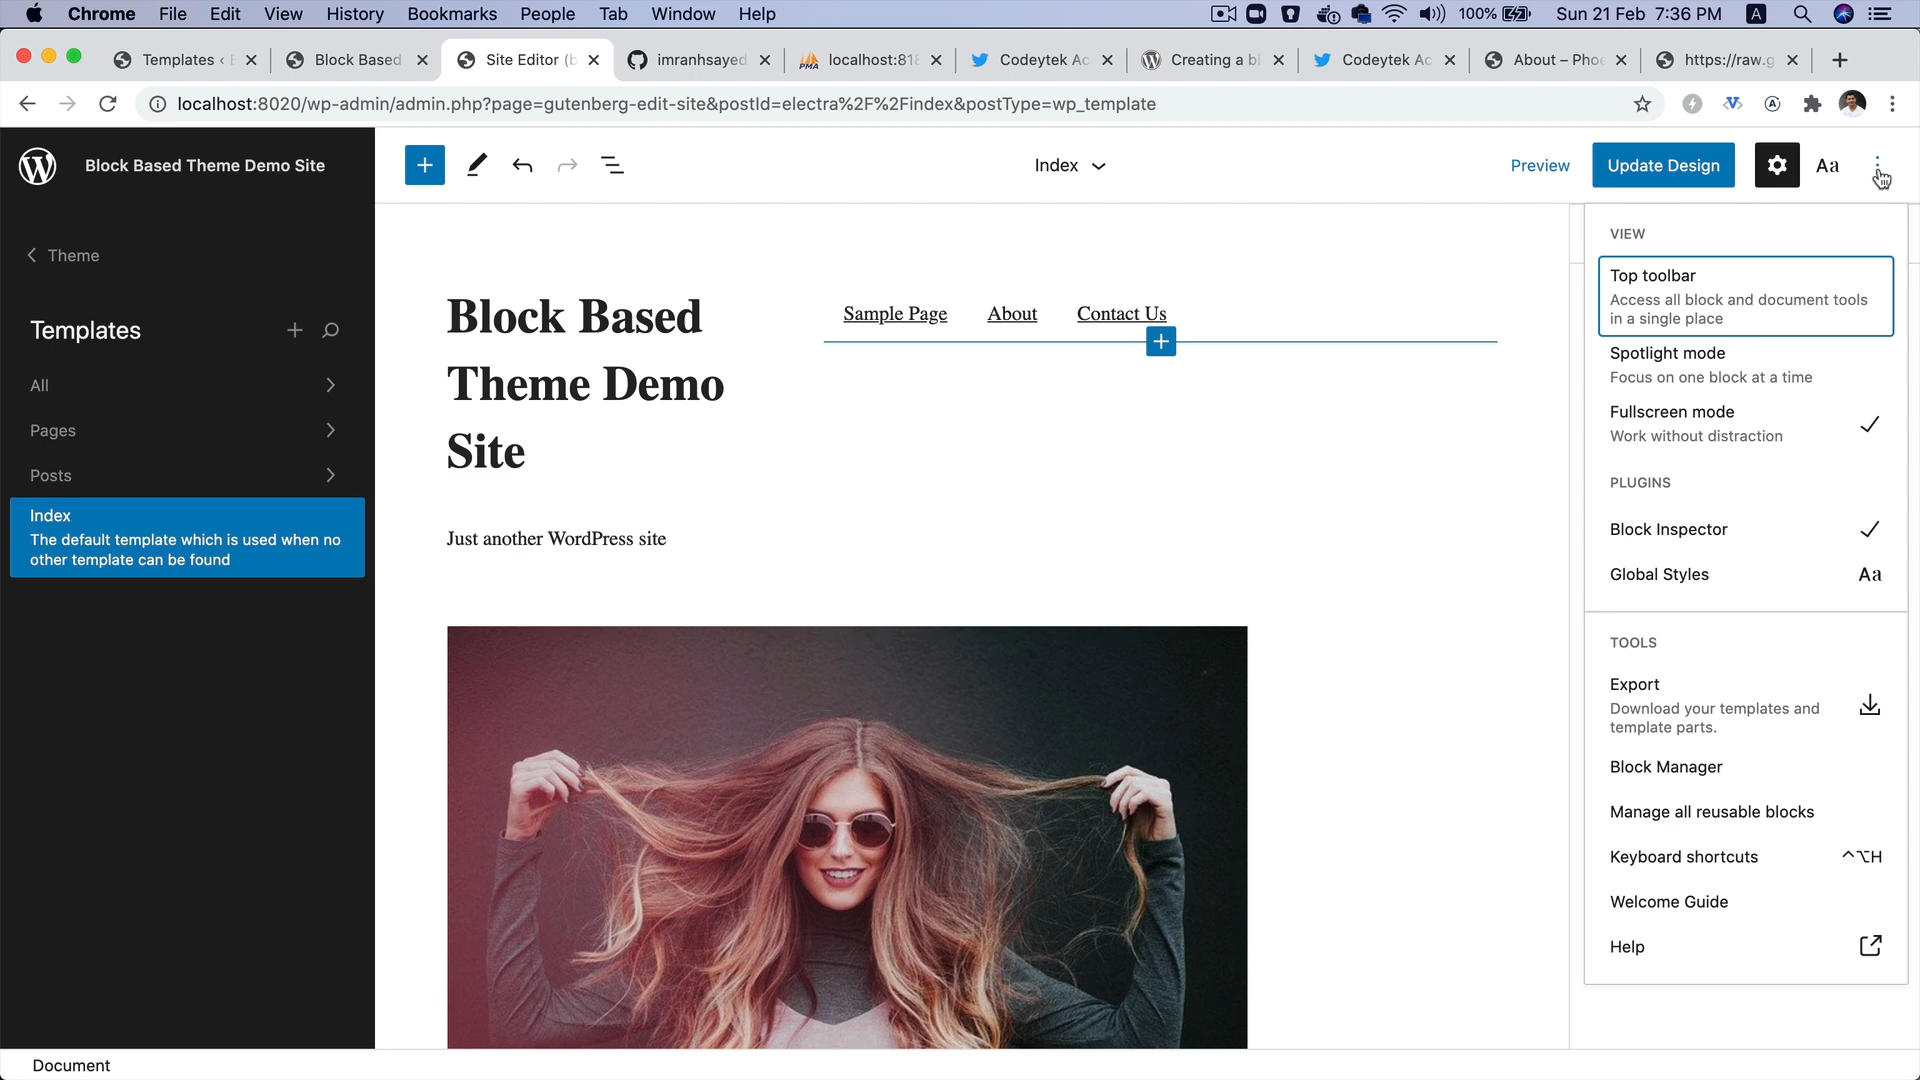 Chrome File Edit View History Bookmarks People Tab Window Help 100% Sun 21 Feb 7:36 PM A
Templates ‹ Block Based Site Editor (b imranhsayed localhost:818 Codeytek Ac Creating a bl Codeytek Ac About – Phoe https://raw.g
PMA
localhost:8020/wp-admin/admin.php?page=gutenberg-edit-site&postId=electra%2F%2Findex&postType=wp_template
Block Based Theme Demo Site
Index
Preview
Update Design
Aa
Theme
Templates
All
Pages
Posts
Index
The default template which is used when no
other template can be found
Block Based
Theme Demo
Site
Sample Page About Contact Us
Just another WordPress site
VIEW
Top toolbar
Access all block and document tools
in a single place
Spotlight mode
Focus on one block at a time
Fullscreen mode
Work without distraction
PLUGINS
Block Inspector
Global Styles Aa
TOOLS
Export
Download your templates and
template parts.
Block Manager
Manage all reusable blocks
Keyboard shortcuts ^⌥H
Welcome Guide
Help
Document